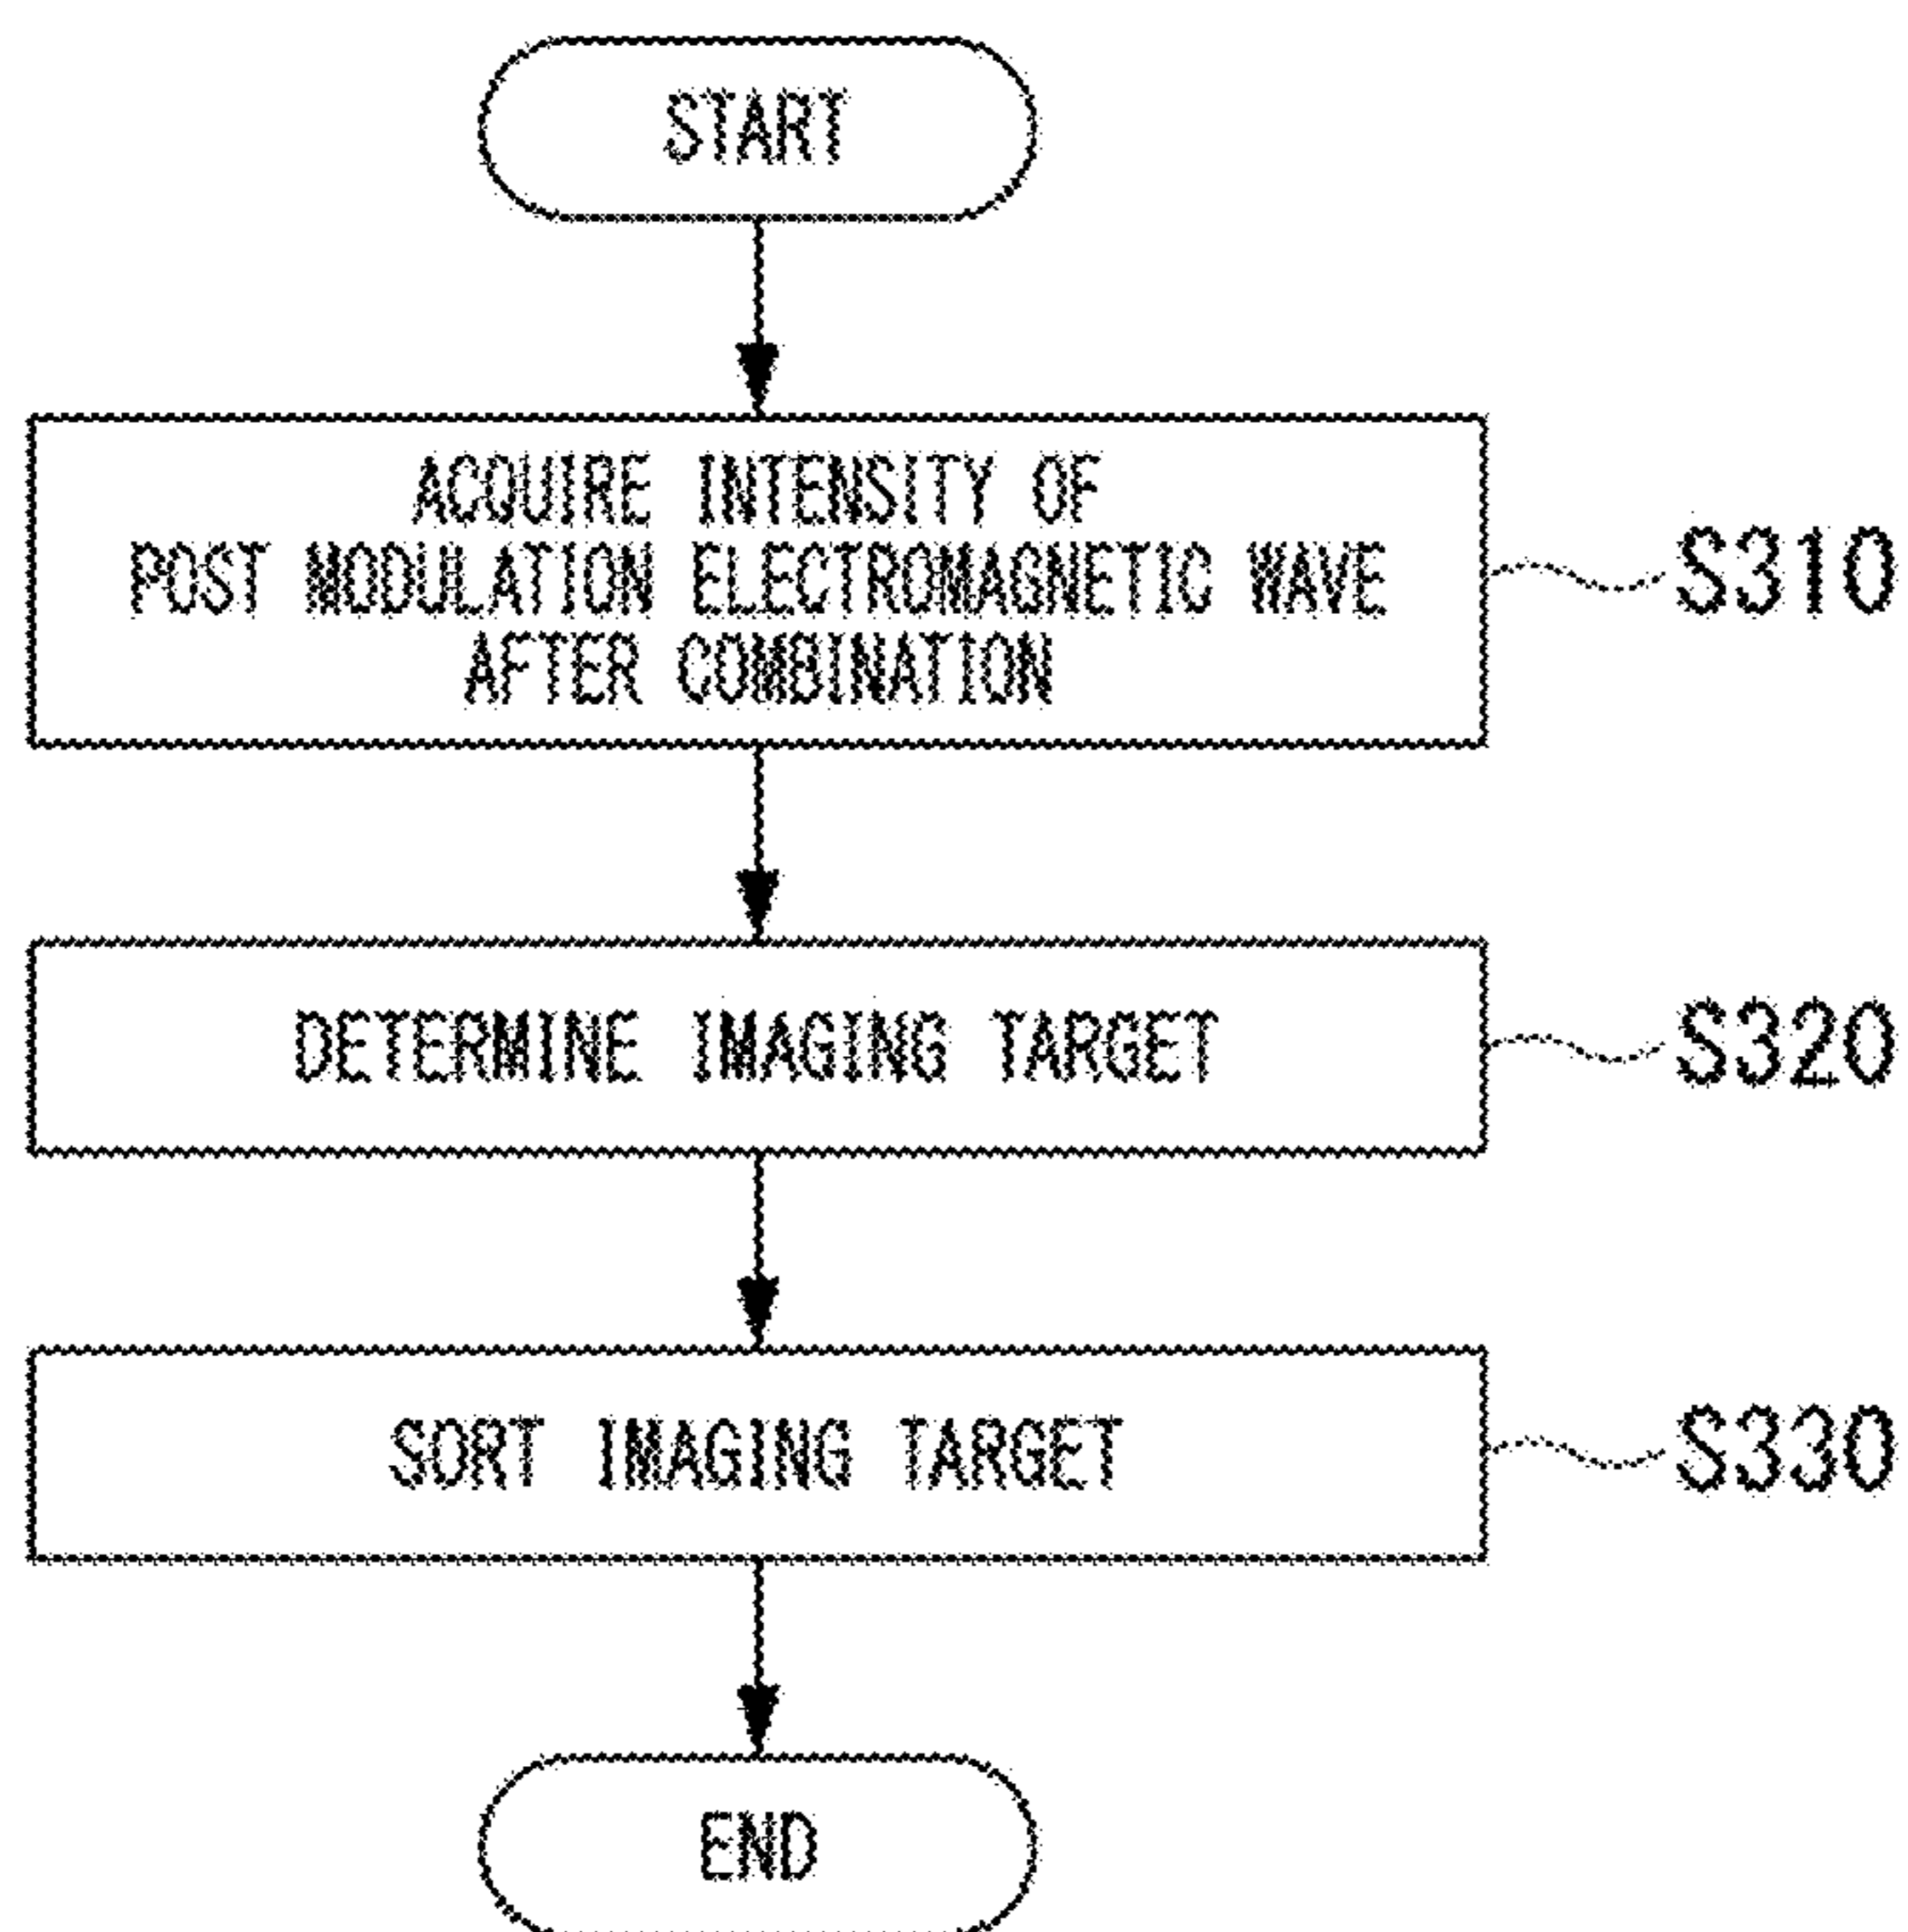 START
ACQUIRE INTENSITY OF
POST MODULATION ELECTROMAGNETIC WAVE
AFTER COMBINATION
S310
DETERMINE IMAGING TARGET
S320
SORT IMAGING TARGET
S330
END